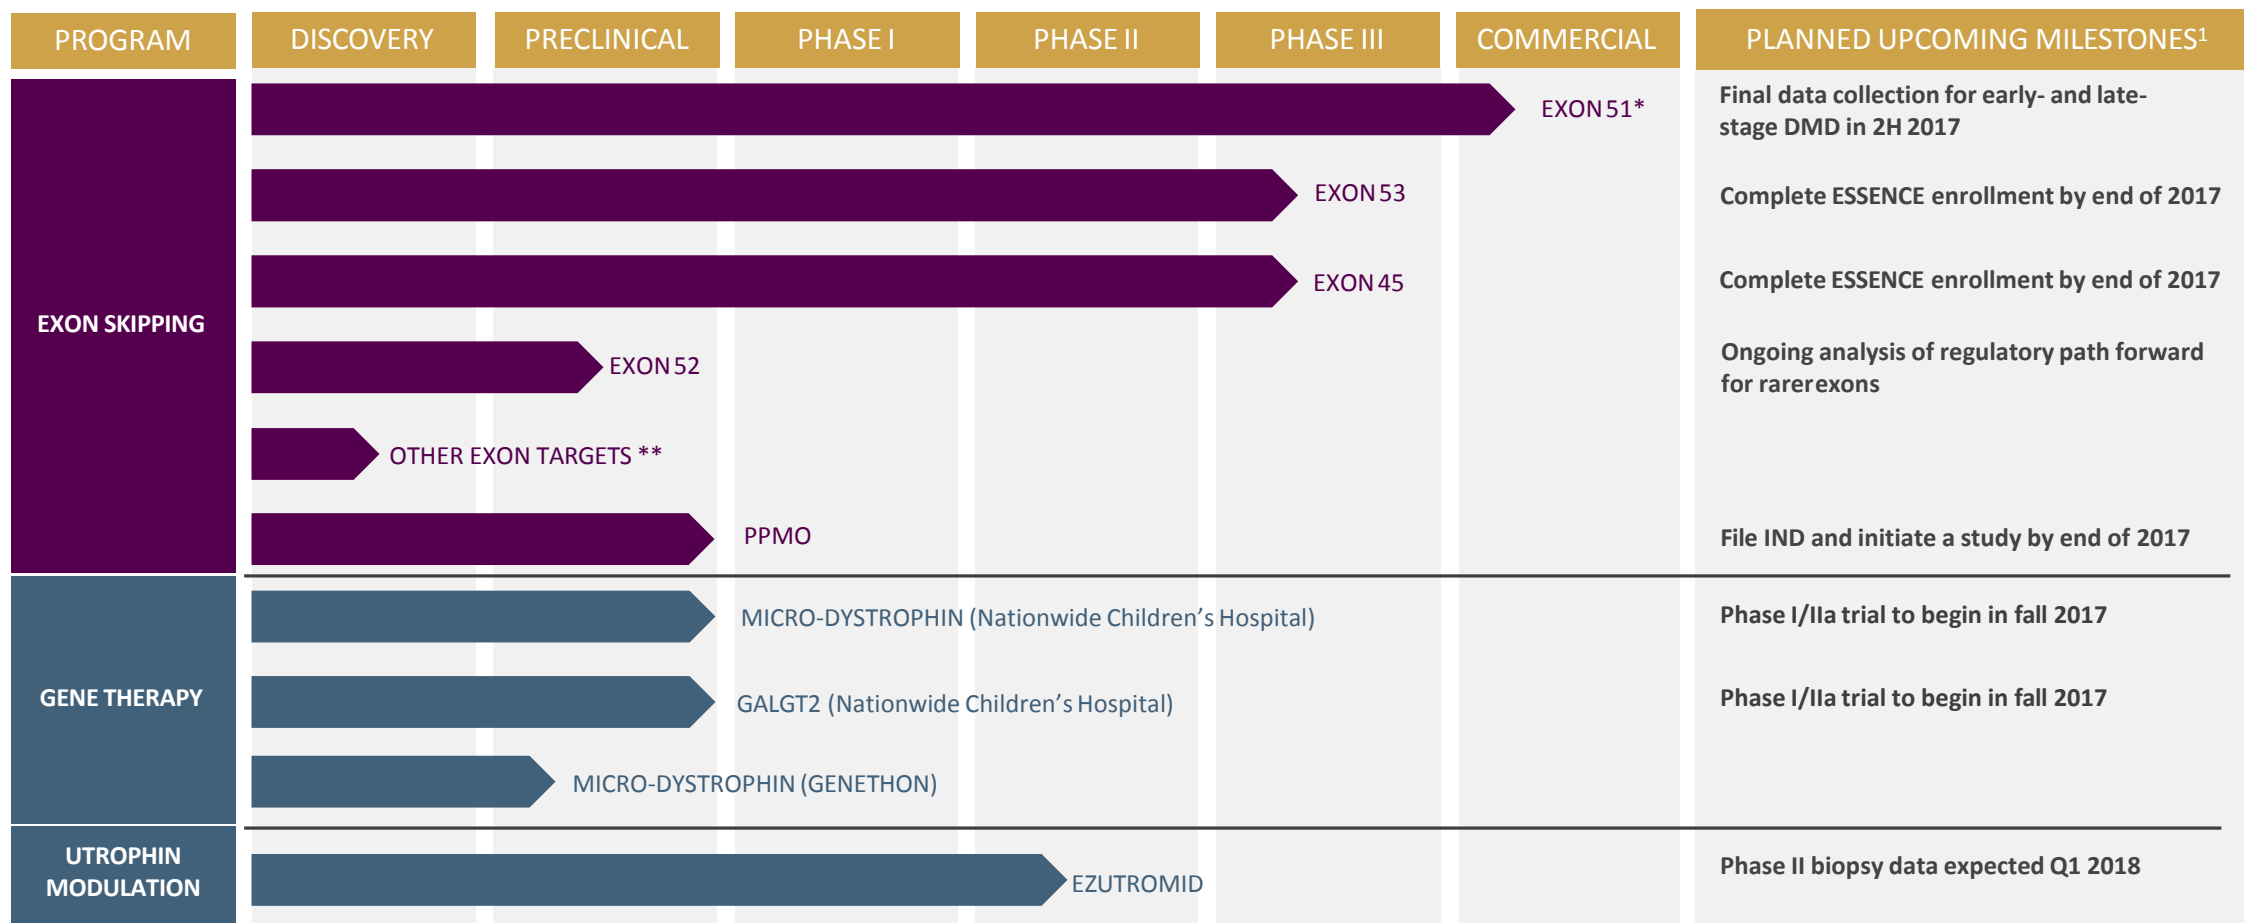 PROGRAM
DISCOVERY
PRECLINICAL
PHASE I
PHASE II
PHASE III
COMMERCIAL
PLANNED UPCOMING MILESTONES1
EXON SKIPPING
EXON 51*
Final data collection for early- and late-
stage DMD in 2H 2017
EXON 53
Complete ESSENCE enrollment by end of 2017
EXON 45
Complete ESSENCE enrollment by end of 2017
EXON 52
Ongoing analysis of regulatory path forward
for rarer exons
OTHER EXON TARGETS **
PPMO
File IND and initiate a study by end of 2017
GENE THERAPY
MICRO-DYSTROPHIN (Nationwide Children's Hospital)
Phase I/IIa trial to begin in fall 2017
GALGT2 (Nationwide Children's Hospital)
Phase I/IIa trial to begin in fall 2017
MICRO-DYSTROPHIN (GENETHON)
UTROPHIN
MODULATION
EZUTROMID
Phase II biopsy data expected Q1 2018